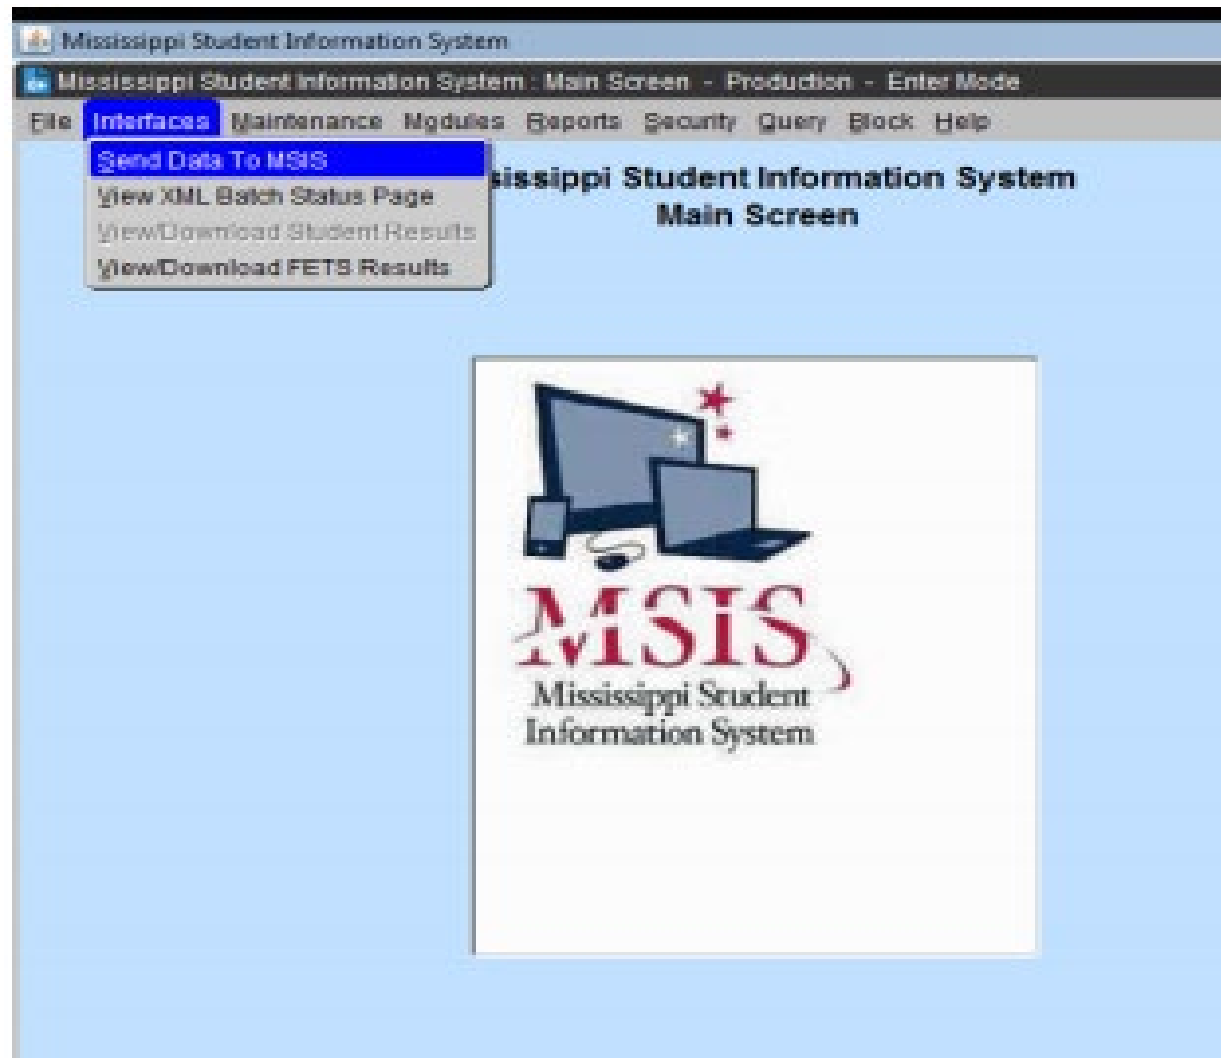 Mississippi Student Information System
Mississippi Student Information System : Main Screen - Production - Enter Mode
File Interfaces Maintenance Modules Reports Security Query Block Help
Send Data To MSIS
View XML Batch Status Page
View/Download Student Results
View/Download FETS Results
sissippi Student Information System
Main Screen
MSIS
Mississippi Student
Information System